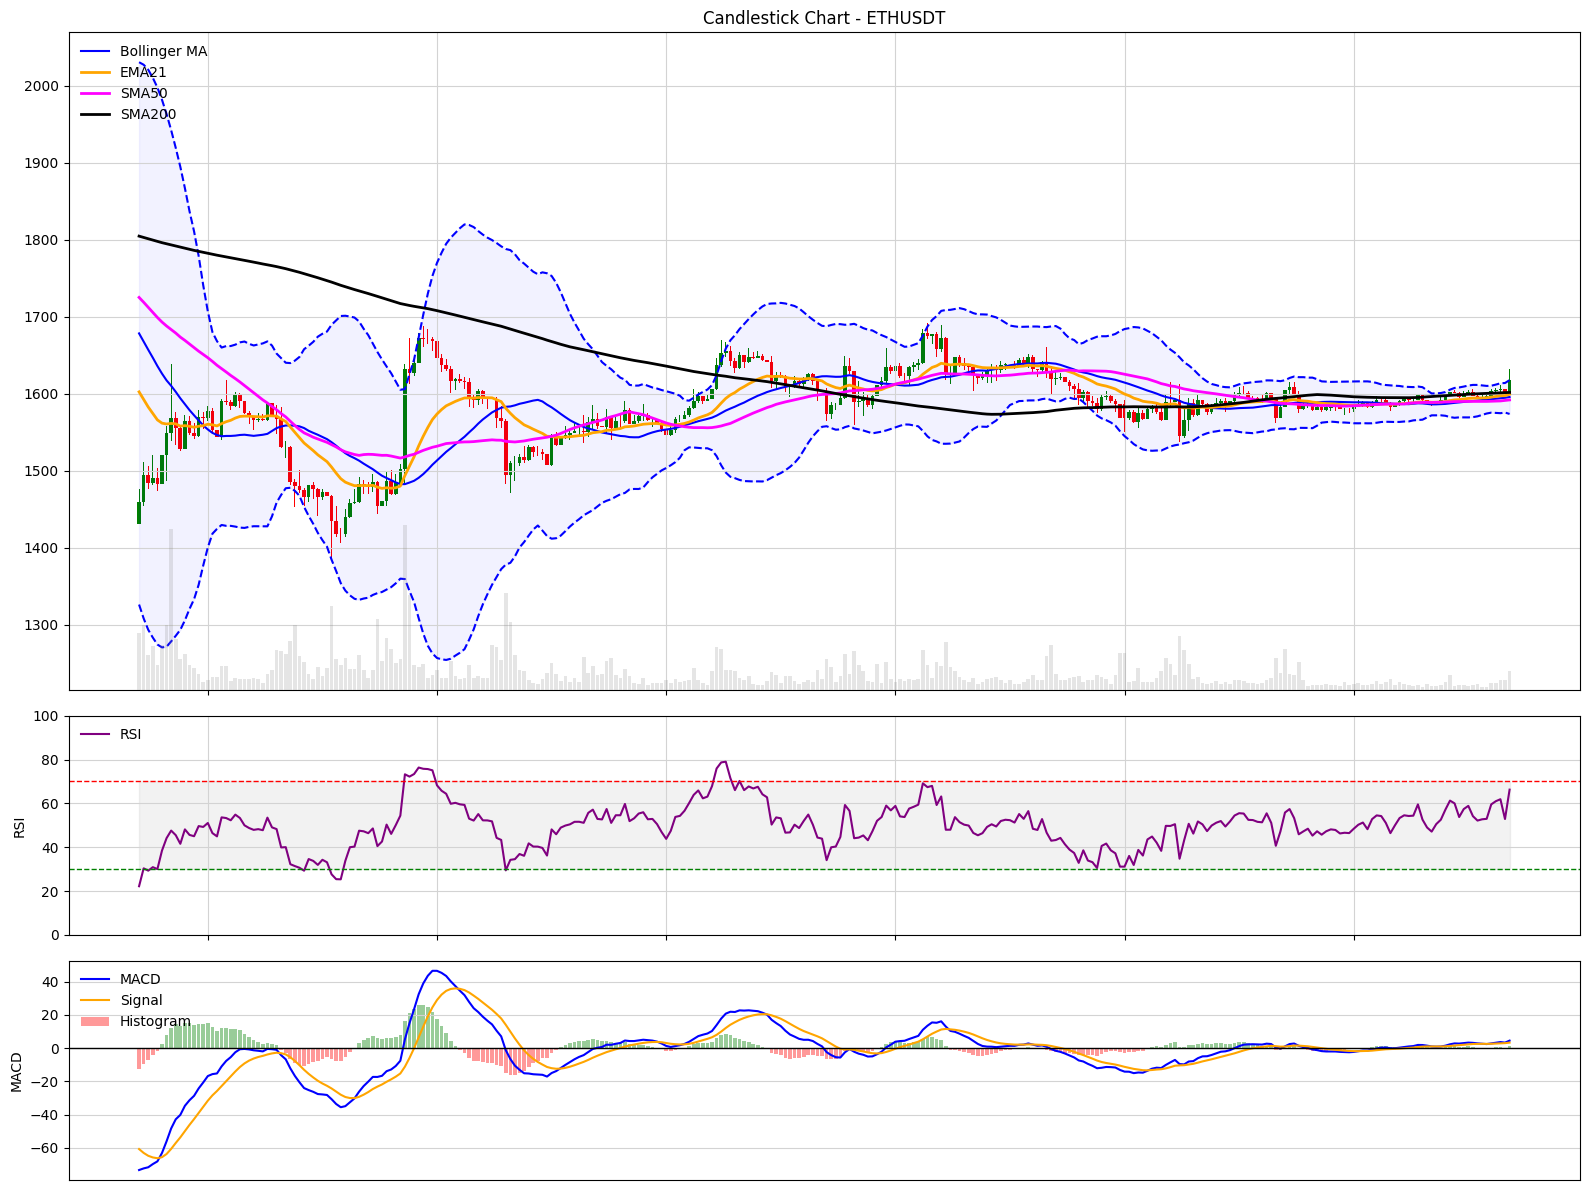 Candlestick Chart - ETHUSDT
Bollinger MA
EMA21
SMA50
SMA200
2000
1900
1800
1700
1600
1500
1400
1300
RSI
100
80
60
40
20
0
RSI
MACD
Signal
Histogram
40
20
0
−20
−40
−60
MACD